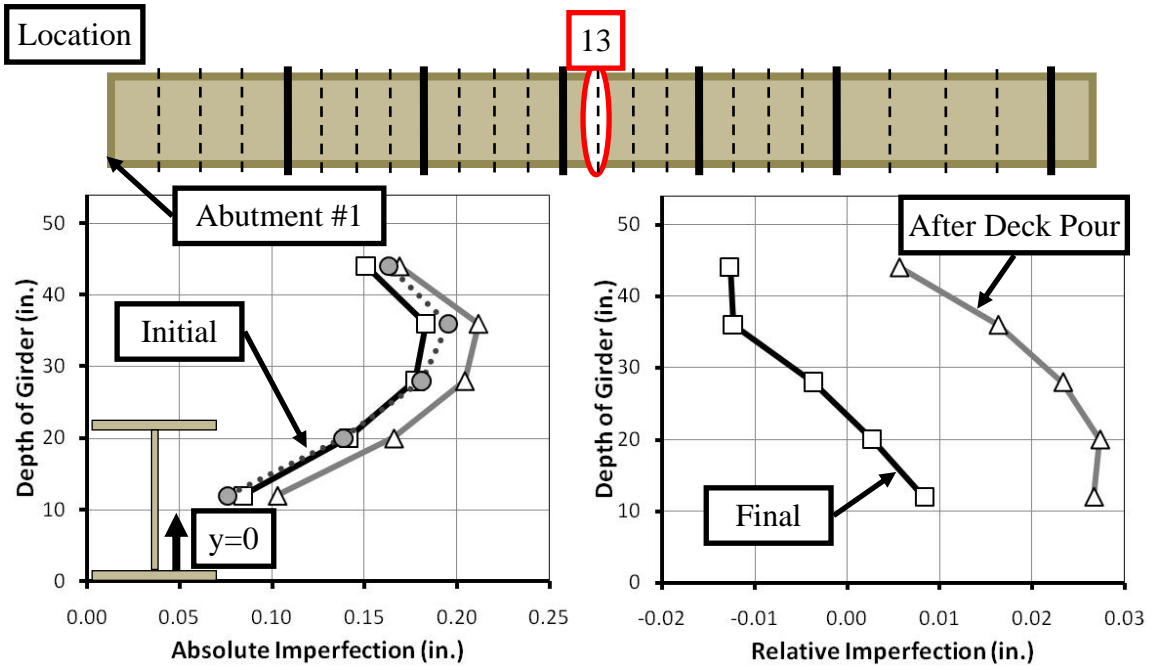 Location
13
Abutment #1
After Deck Pour
Initial
Final
y=0
Depth of Girder (in.)
50
40
30
20
10
0
0.00 0.05 0.10 0.15 0.20 0.25
Absolute Imperfection (in.)
Depth of Girder (in.)
50
40
30
20
10
0
-0.02 -0.01 0.00 0.01 0.02 0.03
Relative Imperfection (in.)